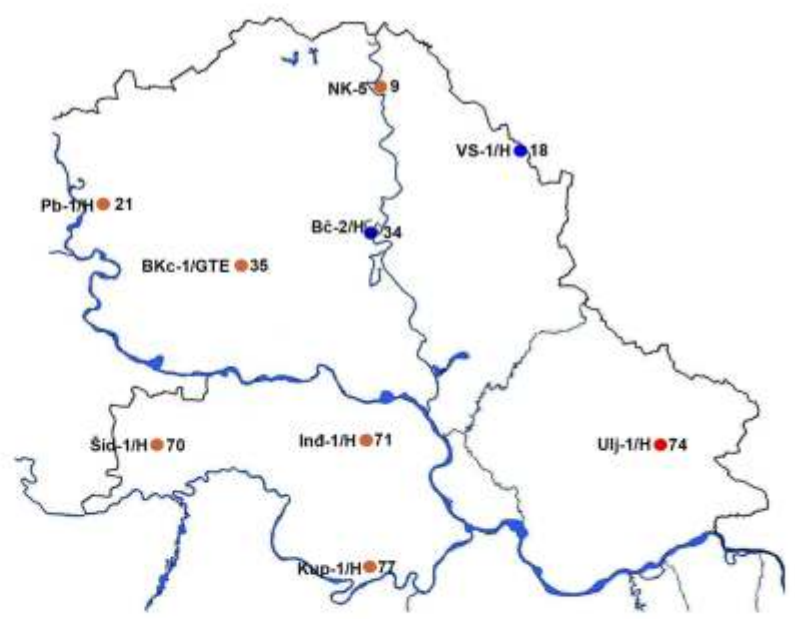 NK-5 9
VS-1/H 18
Pb-1/H 21
Bč-2/H 34
BKc-1/GTE 35
Šid-1/H 70
Inđ-1/H 71
Ulj-1/H 74
Kup-1/H 77